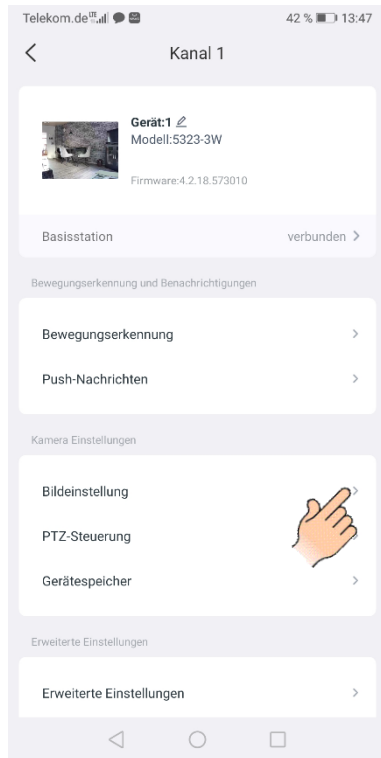 Telekom.de 42 % 13:47
Kanal 1
Gerät:1
Modell:5323-3W
Firmware:4.2.18.573010
Basisstation verbunden
Bewegungserkennung und Benachrichtigungen
Bewegungserkennung
Push-Nachrichten
Kamera Einstellungen
Bildeinstellung
PTZ-Steuerung
Gerätespeicher
Erweiterte Einstellungen
Erweiterte Einstellungen